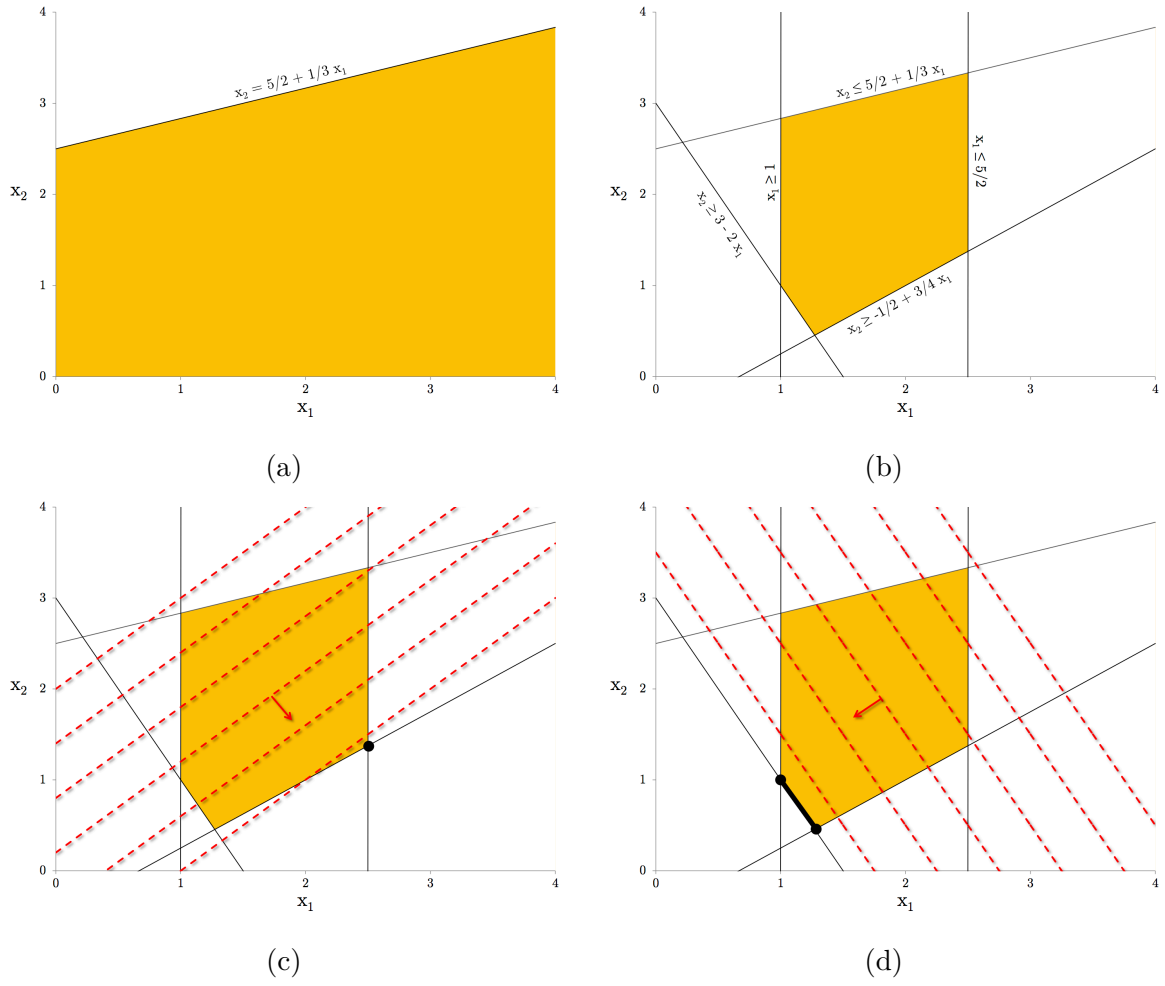 4
3
2
1
0
x₂
x₂ = 5/2 + 1/3 x₁
0 1 2 3 4
x₁
(a)
4
3
2
1
0
x₂
x₂ ≤ 5/2 + 1/3 x₁
x₁ ≤ 5/2
x₁ ≥ 1
x₂ ≥ 3 - 2 x₁
x₂ ≥ -1/2 + 3/4 x₁
0 1 2 3 4
x₁
(b)
4
3
2
1
0
x₂
0 1 2 3 4
x₁
(c)
4
3
2
1
0
x₂
0 1 2 3 4
x₁
(d)